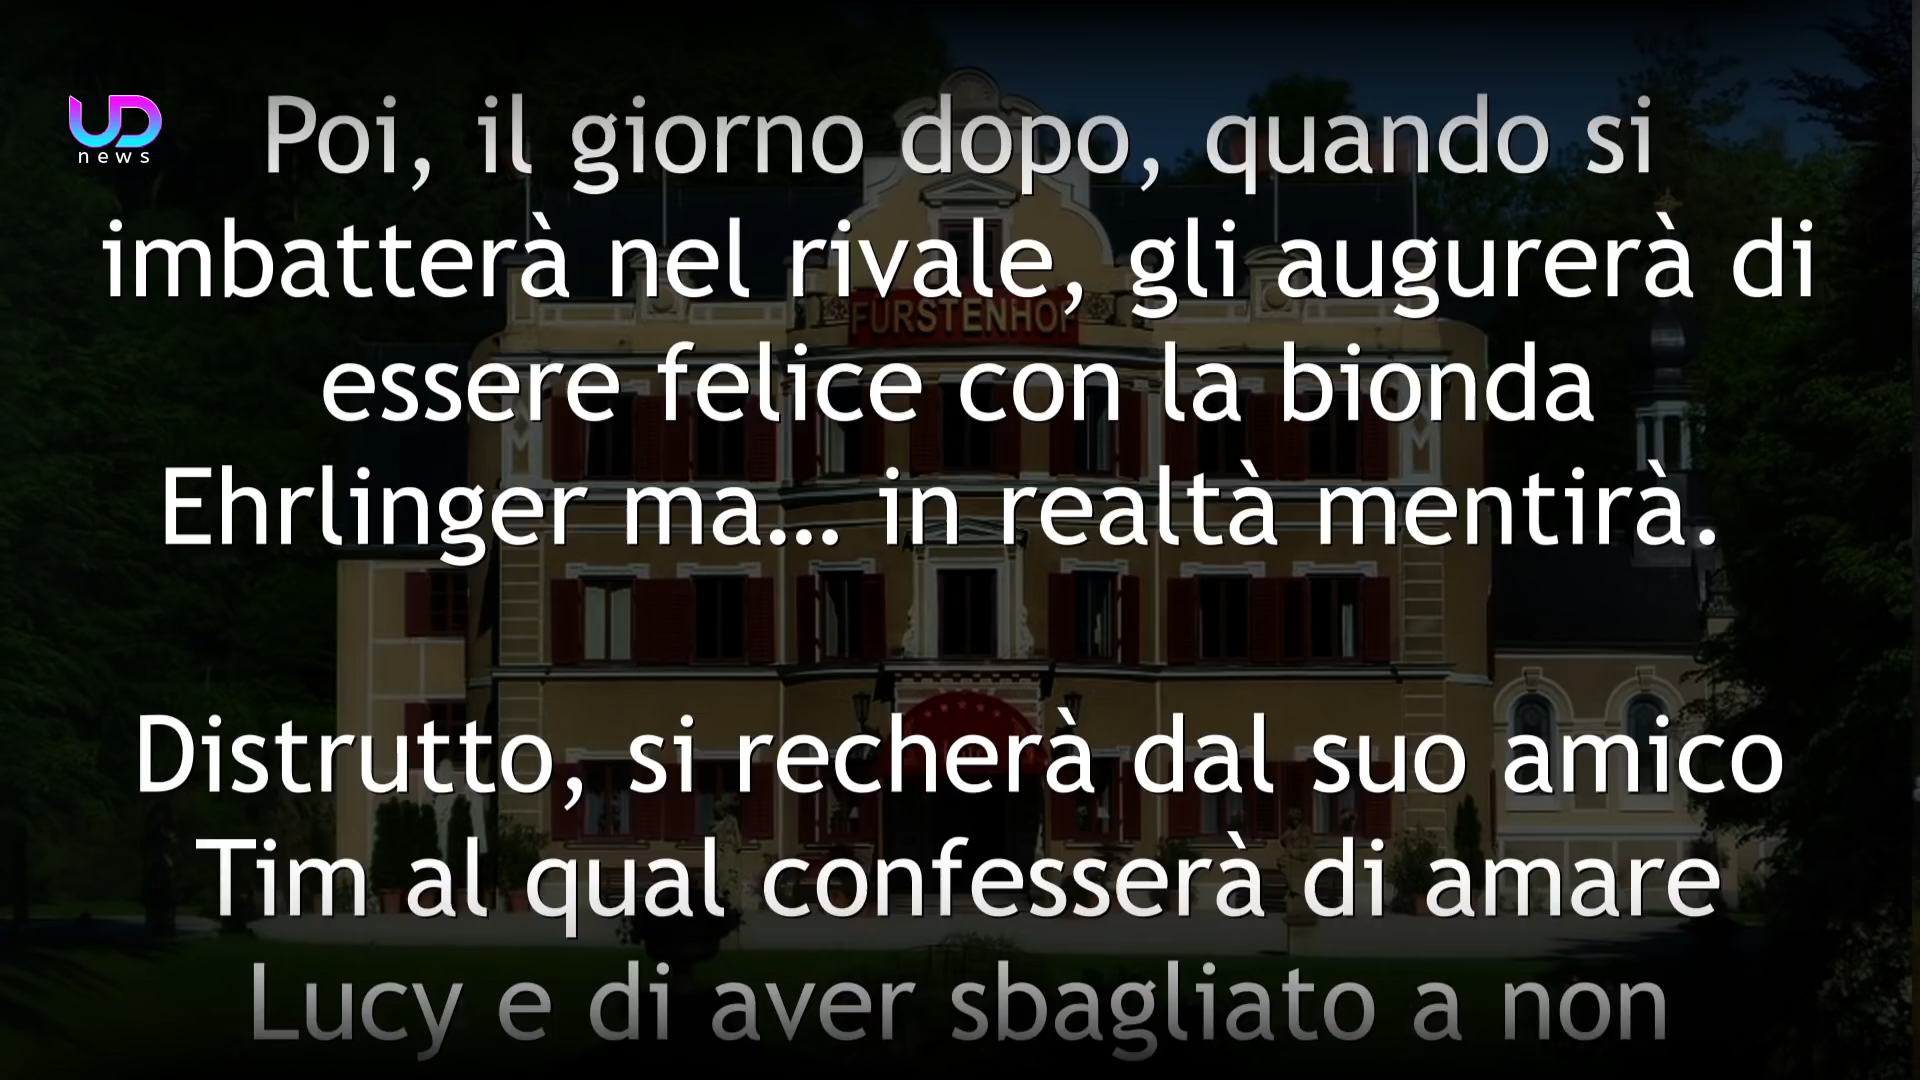 UD
news
Poi, il giorno dopo, quando si
imbatterà nel rivale, gli augurerà di
essere felice con la bionda
Ehrlinger ma... in realtà mentirà.
Distrutto, si recherà dal suo amico
Tim al qual confesserà di amare
Lucy e di aver sbagliato a non
FÜRSTENHOF